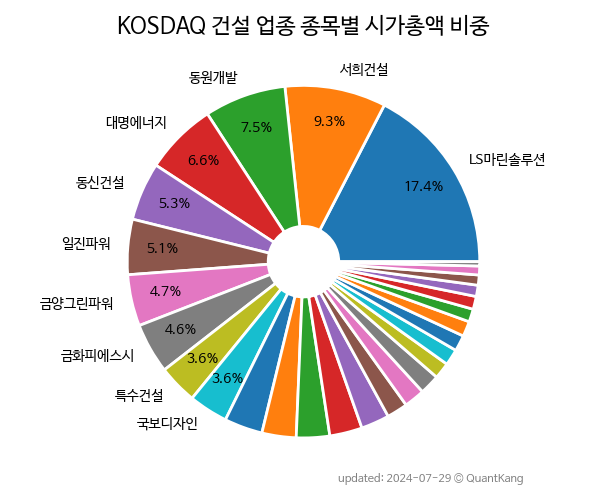 KOSDAQ 건설 업종 종목별 시가총액 비중
서희건설
동원개발
9.3%
대명에너지
7.5%
LS마린솔루션
6.6%
17.4%
동신건설
5.3%
일진파워
5.1%
금양그린파워
4.7%
4.6%
금화피에스시
3.6%
3.6%
특수건설
국보디자인
updated: 2024-07-29 © QuantKang